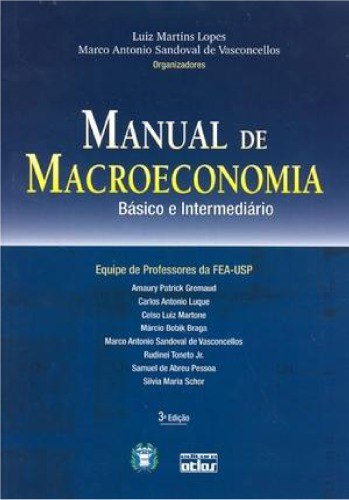 Luiz Martins Lopes
Marco Antonio Sandoval de Vasconcellos
Organizadores
MANUAL DE
MACROECONOMIA
Básico e Intermediário
Equipe de Professores da FEA-USP
Amaury Patrick Gremaud
Carlos Antonio Luque
Celso Luiz Martone
Márcio Bobik Braga
Marco Antonio Sandoval de Vasconcellos
Rudinei Toneto Jr.
Samuel de Abreu Pessoa
Silvia Maria Schor
3ª Edição
atlas